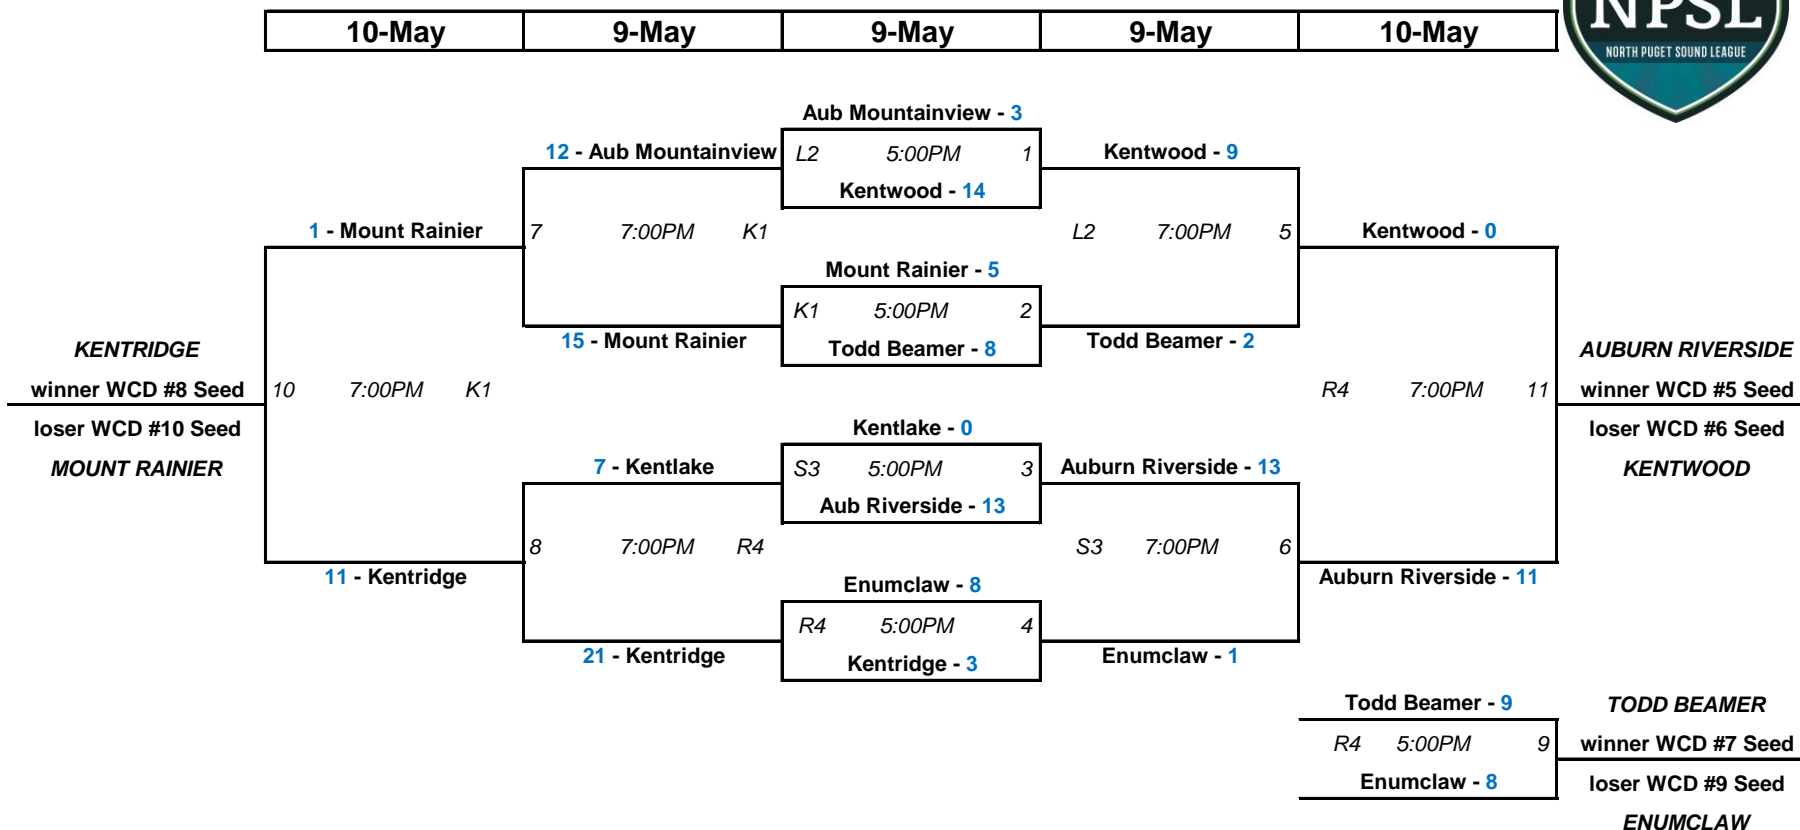 NPSL
NORTH PUGET SOUND LEAGUE
10-May 9-May 9-May 9-May 10-May
Aub Mountainview - 3
12 - Aub Mountainview L2 5:00PM 1 Kentwood - 9
Kentwood - 14
1 - Mount Rainier 7 7:00PM K1 L2 7:00PM 5 Kentwood - 0
Mount Rainier - 5
K1 5:00PM 2
15 - Mount Rainier Todd Beamer - 8 Todd Beamer - 2
KENTRIDGE AUBURN RIVERSIDE
winner WCD #8 Seed 10 7:00PM K1 R4 7:00PM 11 winner WCD #5 Seed
loser WCD #10 Seed Kentlake - 0 loser WCD #6 Seed
MOUNT RAINIER 7 - Kentlake S3 5:00PM 3 Auburn Riverside - 13 KENTWOOD
Aub Riverside - 13
8 7:00PM R4 S3 7:00PM 6
11 - Kentridge Enumclaw - 8 Auburn Riverside - 11
R4 5:00PM 4
21 - Kentridge Kentridge - 3 Enumclaw - 1
Todd Beamer - 9 TODD BEAMER
R4 5:00PM 9 winner WCD #7 Seed
Enumclaw - 8 loser WCD #9 Seed
ENUMCLAW